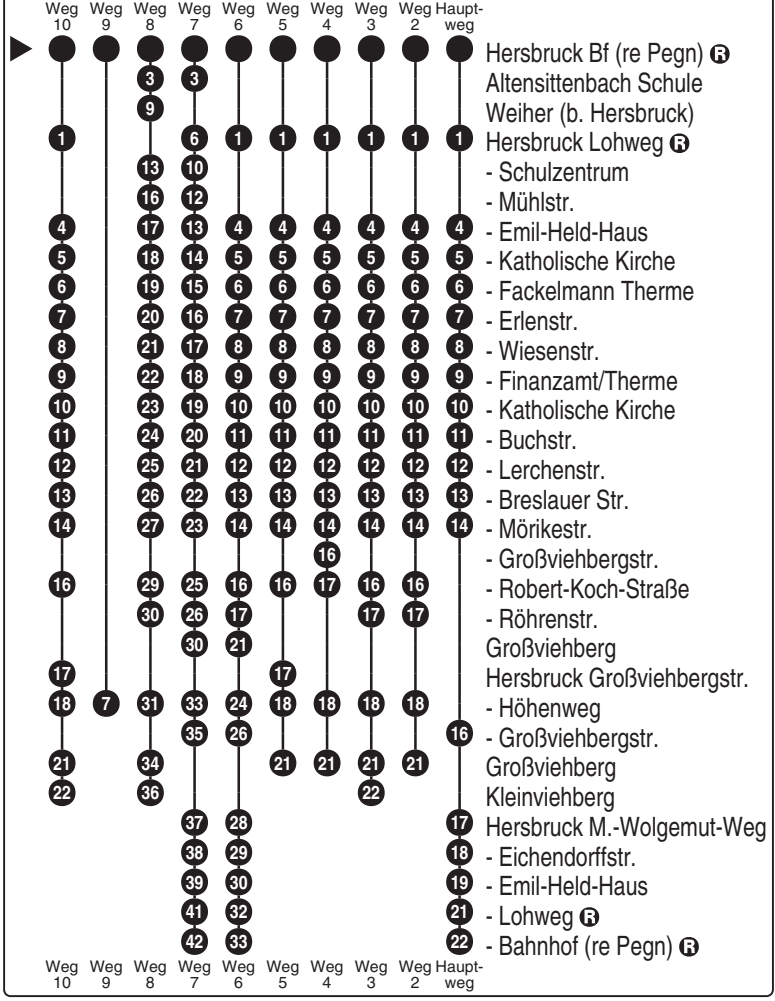 Weg Weg Weg Weg Weg Weg Weg Weg Weg Haupt-
10 9 8 7 6 5 4 3 2 weg
Hersbruck Bf (re Pegn) R
3 3 Altensittenbach Schule
9 Weiher (b. Hersbruck)
1 6 1 1 1 1 1 1 Hersbruck Lohweg R
13 10 - Schulzentrum
16 12 - Mühlstr.
4 17 13 4 4 4 4 4 4 - Emil-Held-Haus
5 18 14 5 5 5 5 5 5 - Katholische Kirche
6 19 15 6 6 6 6 6 6 - Fackelmann Therme
7 20 16 7 7 7 7 7 7 - Erlenstr.
8 21 17 8 8 8 8 8 8 - Wiesenstr.
9 22 18 9 9 9 9 9 9 - Finanzamt/Therme
10 23 19 10 10 10 10 10 10 - Katholische Kirche
11 24 20 11 11 11 11 11 11 - Buchstr.
12 25 21 12 12 12 12 12 12 - Lerchenstr.
13 26 22 13 13 13 13 13 13 - Breslauer Str.
14 27 23 14 14 14 14 14 14 - Mörikestr.
16 - Großviehbergstr.
16 29 25 16 16 17 16 16 - Robert-Koch-Straße
30 26 17 17 17 - Röhrenstr.
30 21 Großviehberg
17 17 Hersbruck Großviehbergstr.
18 7 31 33 24 18 18 18 18 - Höhenweg
35 26 16 - Großviehbergstr.
21 34 21 21 21 21 Großviehberg
22 36 22 Kleinviehberg
37 28 17 Hersbruck M.-Wolgemut-Weg
38 29 18 - Eichendorffstr.
39 30 19 - Emil-Held-Haus
41 32 21 - Lohweg R
42 33 22 - Bahnhof (re Pegn) R
Weg Weg Weg Weg Weg Weg Weg Weg Weg Haupt-
10 9 8 7 6 5 4 3 2 weg